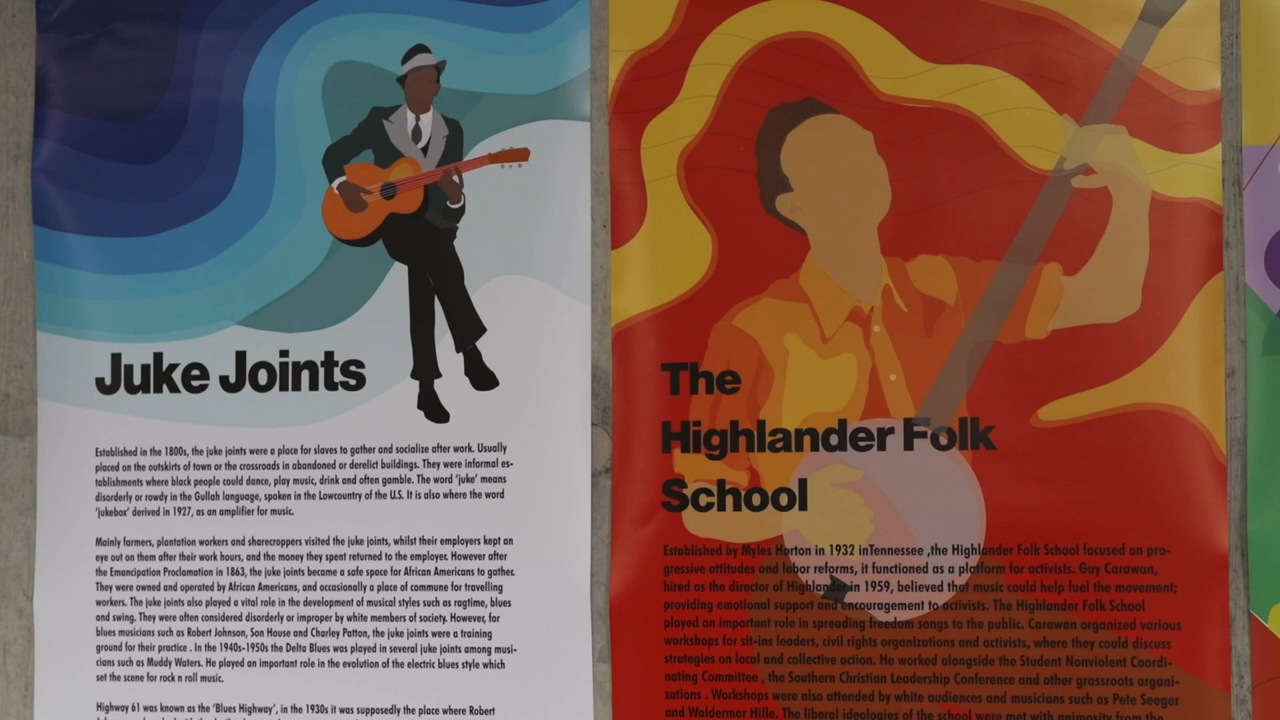 Juke Joints
Established in the 1800s, the juke joints were a place for slaves to gather and socialize after work. Usually
placed on the outskirts of town or the crossroads in abandoned or derelict buildings. They were informal es-
tablishments where black people could dance, play music, drink and often gamble. The word 'juke' means
disorderly or rowdy in the Gullah language, spoken in the Lowcountry of the U.S. It is also where the word
'jukebox' derived in 1927, as an amplifier for music.
Mainly farmers, plantation workers and sharecroppers visited the juke joints, whilst their employers kept an
eye out on them after their work hours, and the money they spent returned to the employer. However after
the Emancipation Proclamation in 1863, the juke joints became a safe space for African Americans to gather.
They were owned and operated by African Americans, and occasionally a place of commune for travelling
workers. The juke joints also played a vital role in the development of musical styles such as ragtime, blues
and swing. They were often considered disorderly or improper by white members of society. However, for
blues musicians such as Robert Johnson, Son House and Charley Patton, the juke joints were a training
ground for their practice . In the 1940s-1950s the Delta Blues was played in several juke joints among musi-
cians such as Muddy Waters. He played an important role in the evolution of the electric blues style which
set the scene for rock n roll music.
Highway 61 was known as the 'Blues Highway', in the 1930s it was supposedly the place where Robert
The
Highlander Folk
School
Established by Myles Horton in 1932 inTennessee ,the Highlander Folk School focused on pro-
gressive attitudes and labor reforms, it functioned as a platform for activists. Guy Carawan,
hired as the director of Highlander in 1959, believed that music could help fuel the movement;
providing emotional support and encouragement to activists. The Highlander Folk School
played an important role in spreading freedom songs to the public. Carawan organized various
workshops for sit-ins leaders, civil rights organizations and activists, where they could discuss
strategies on local and collective action. He worked alongside the Student Nonviolent Coordi-
nating Committee , the Southern Christian Leadership Conference and other grassroots organi-
zations . Workshops were also attended by white audiences and musicians such as Pete Seeger
and Waldermar Hille. The liberal ideologies of the school were met with animosity from the